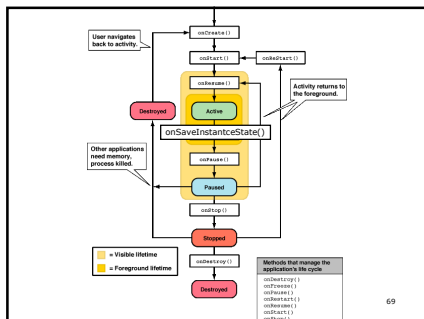 onCreate()
User navigates
back to activity.
onStart()
onReStart()
onResume()
Activity returns to
the foreground.
Destroyed
Active
onSaveInstantceState()
Other applications
need memory,
process killed.
onPause()
Paused
onStop()
Stopped
= Visible lifetime
= Foreground lifetime
onDestroy()
Destroyed
Methods that manage the
application's life cycle
onDestroy()
onFreeze()
onPause()
onRestart()
onResume()
onStart()
onStop()
69